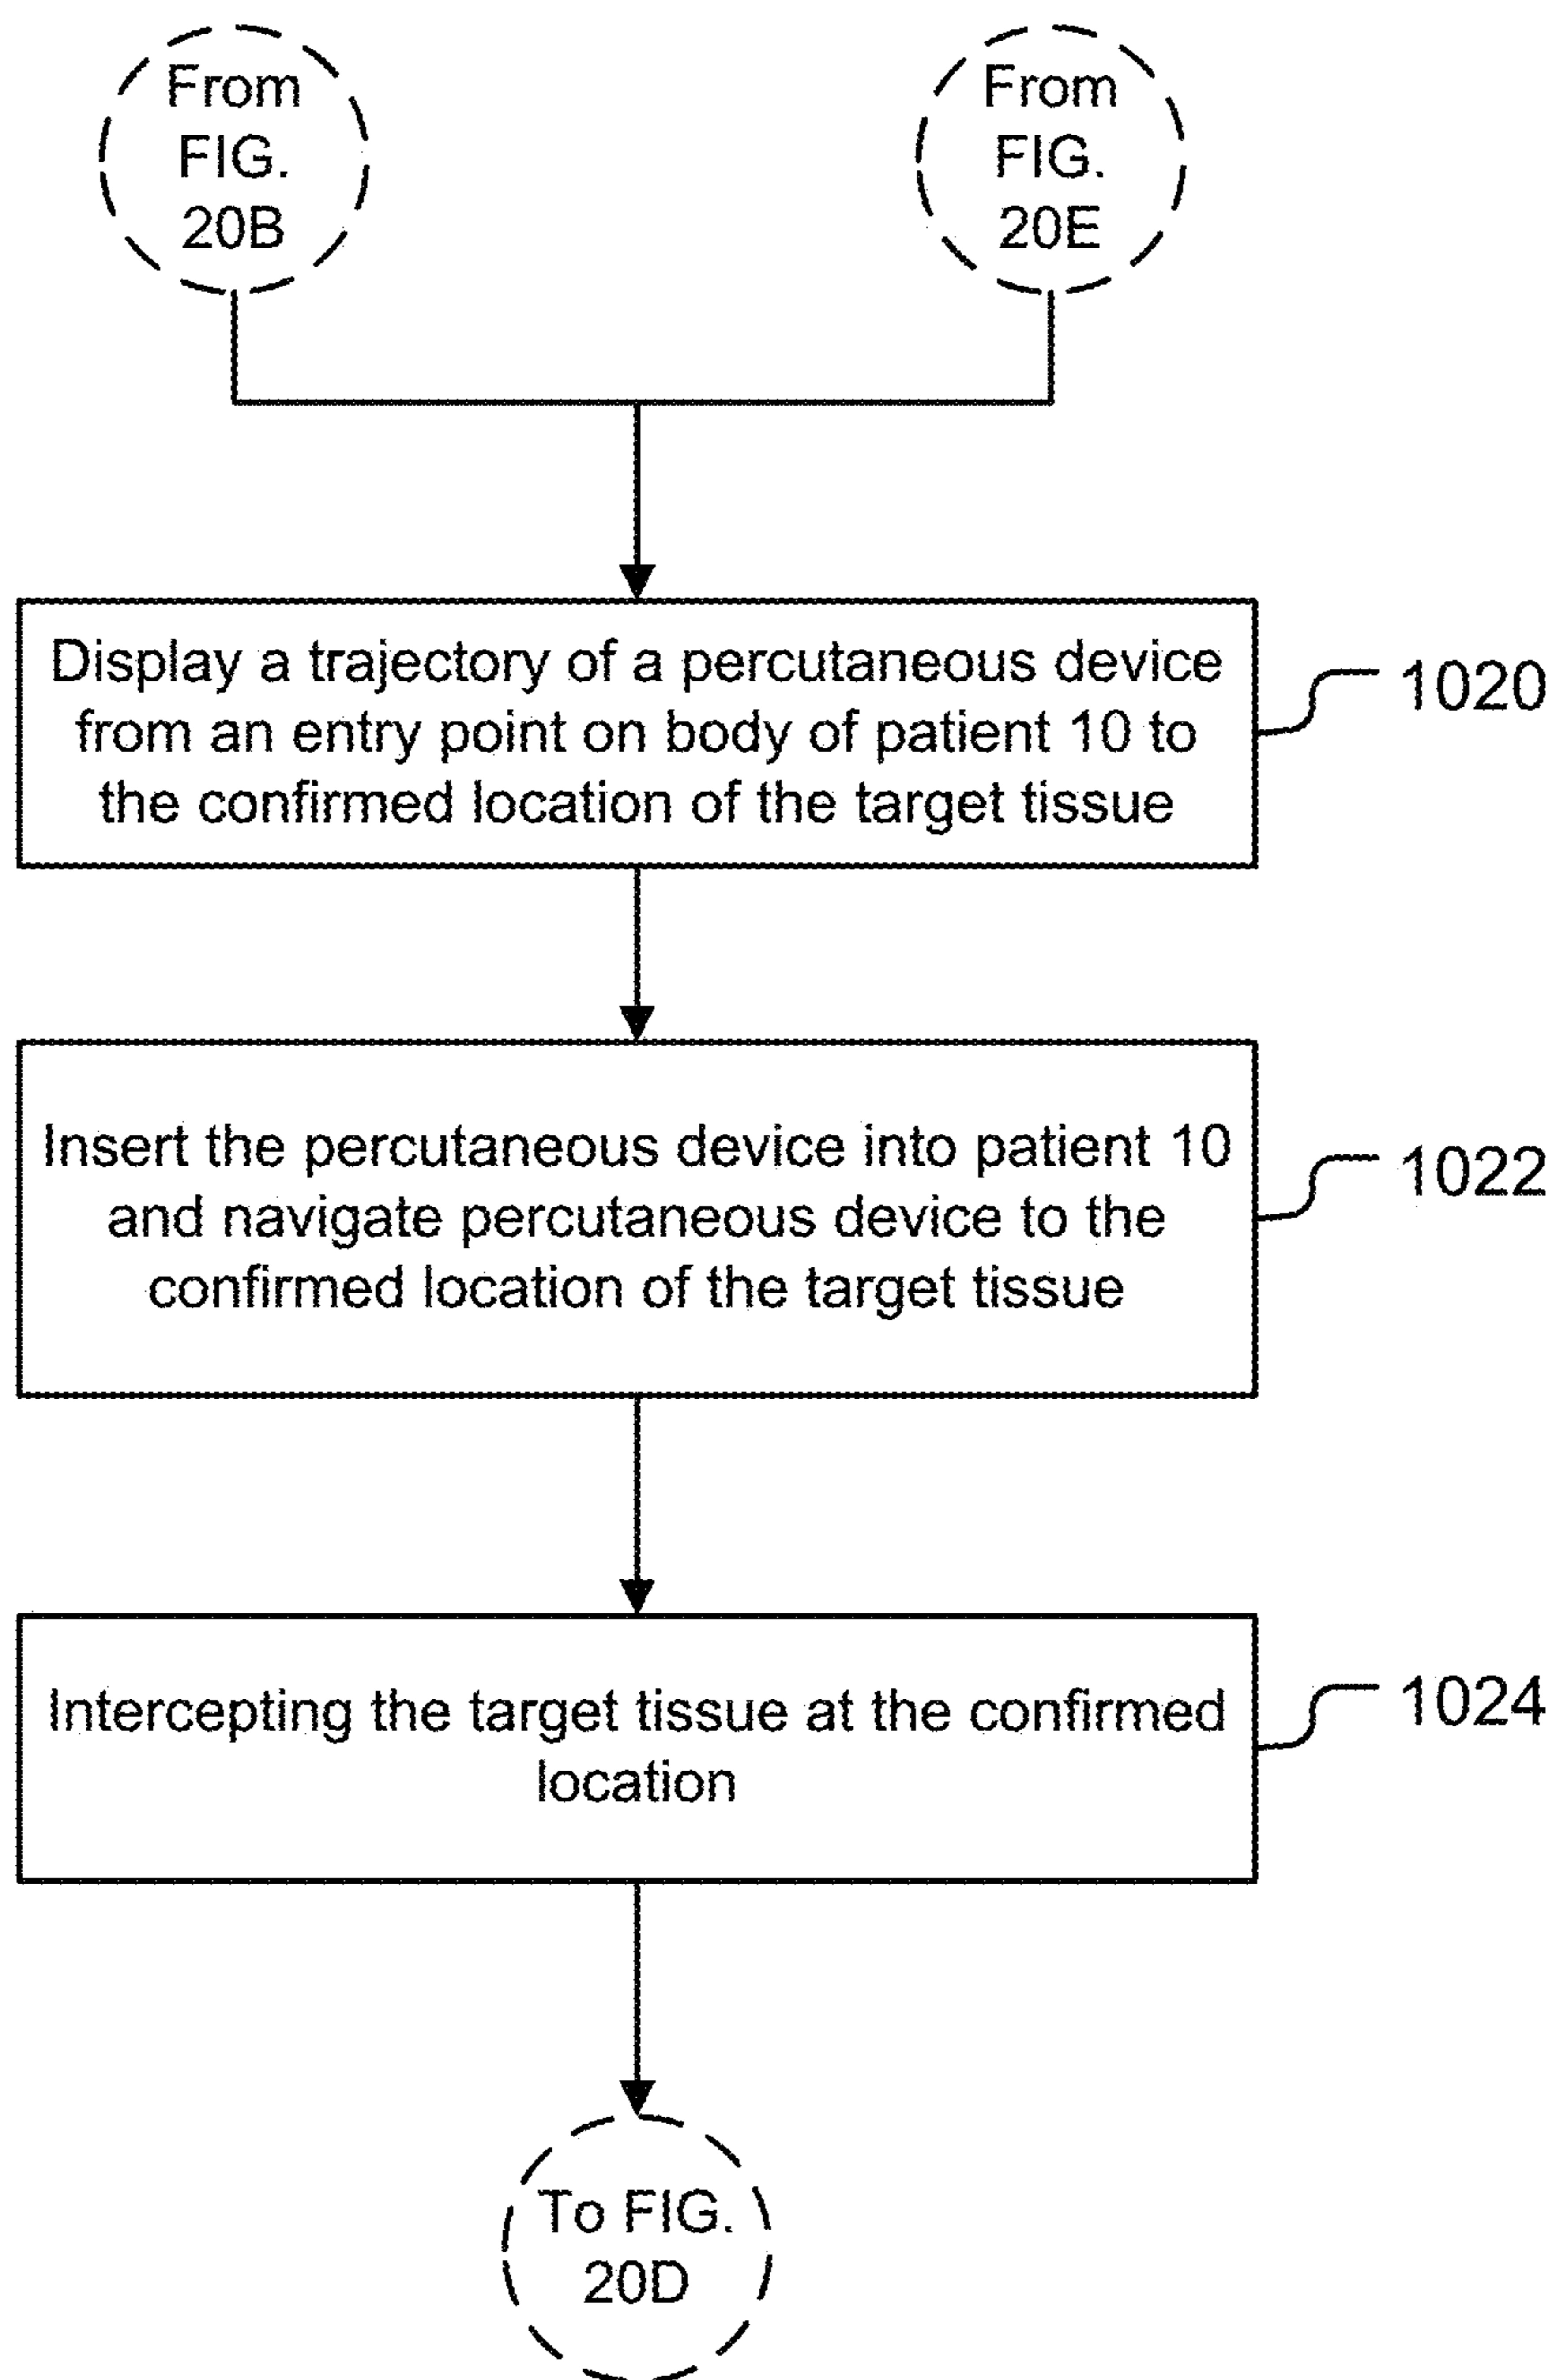 From
FIG.
20B
From
FIG.
20E
Display a trajectory of a percutaneous device
from an entry point on body of patient 10 to
the confirmed location of the target tissue
1020
Insert the percutaneous device into patient 10
and navigate percutaneous device to the
confirmed location of the target tissue
1022
Intercepting the target tissue at the confirmed
location
1024
To FIG.
20D